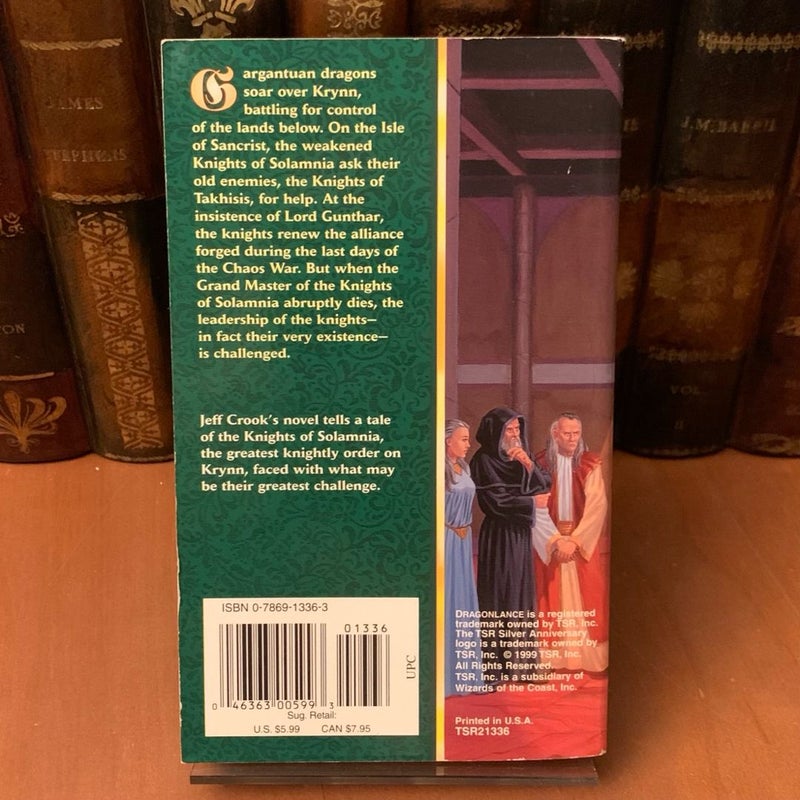 Gargantuan dragons
soar over Krynn,
battling for control
of the lands below. On the Isle
of Sancrist, the weakened
Knights of Solamnia ask their
old enemies, the Knights of
Takhisis, for help. At the
insistence of Lord Gunthar,
the knights renew the alliance
forged during the last days of
the Chaos War. But when the
Grand Master of the Knights
of Solamnia abruptly dies, the
leadership of the knights—
in fact their very existence—
is challenged.
Jeff Crook's novel tells a tale
of the Knights of Solamnia,
the greatest knightly order on
Krynn, faced with what may
be their greatest challenge.
ISBN 0-7869-1336-3
01336
0 46363 00599 3
UPC
Sug. Retail:
U.S. $5.99 CAN $7.95
DRAGONLANCE is a registered
trademark owned by TSR, Inc.
The TSR Silver Anniversary
logo is a trademark owned by
TSR, Inc. © 1999 TSR, Inc.
All Rights Reserved.
TSR, Inc. is a subsidiary of
Wizards of the Coast, Inc.
Printed in U.S.A.
TSR21336
JAMES
VOL
II